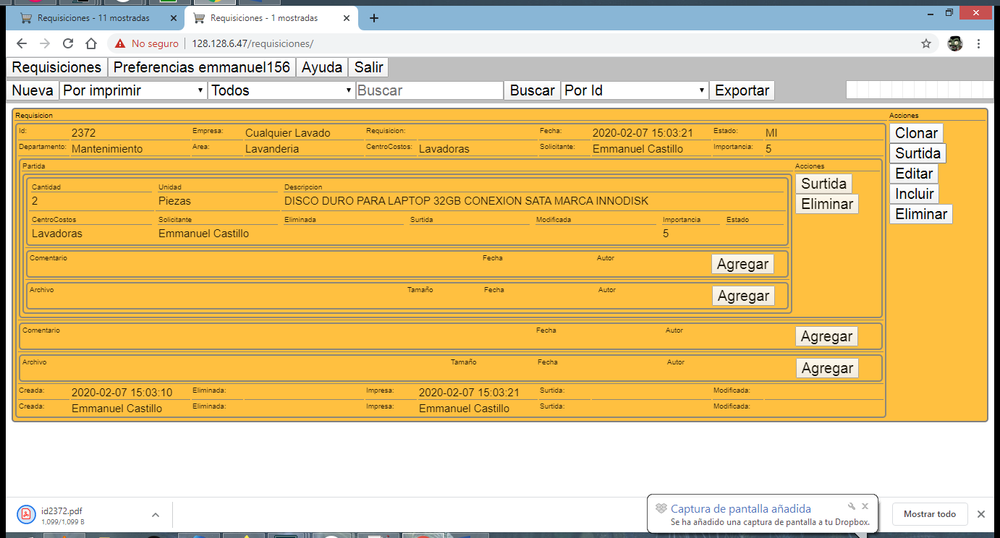 Requisiciones - 11 mostradas Requisiciones - 1 mostradas
No seguro 128.128.6.47/requisiciones/
Requisiciones Preferencias emmanuel156 Ayuda Salir
Nueva Por imprimir Todos Buscar Buscar Por Id Exportar
Requisicion Acciones
Id: 2372 Empresa: Cualquier Lavado Requisicion: Fecha: 2020-02-07 15:03:21 Estado: MI Clonar
Departamento: Mantenimiento Area: Lavanderia CentroCostos: Lavadoras Solicitante: Emmanuel Castillo Importancia: 5 Surtida
Partida Acciones Editar
Cantidad Unidad Descripcion Surtida Incluir
2 Piezas DISCO DURO PARA LAPTOP 32GB CONEXION SATA MARCA INNODISK Eliminar Eliminar
CentroCostos Solicitante Eliminada Surtida Modificada Importancia Estado
Lavadoras Emmanuel Castillo 5
Comentario Fecha Autor Agregar
Archivo Tamaño Fecha Autor Agregar
Comentario Fecha Autor Agregar
Archivo Tamaño Fecha Autor Agregar
Creada: 2020-02-07 15:03:10 Eliminada: Impresa: 2020-02-07 15:03:21 Surtida: Modificada:
Creada: Emmanuel Castillo Eliminada: Impresa: Emmanuel Castillo Surtida: Modificada:
id2372.pdf
1,099/1,099 B
Captura de pantalla añadida
Se ha añadido una captura de pantalla a tu Dropbox.
Mostrar todo